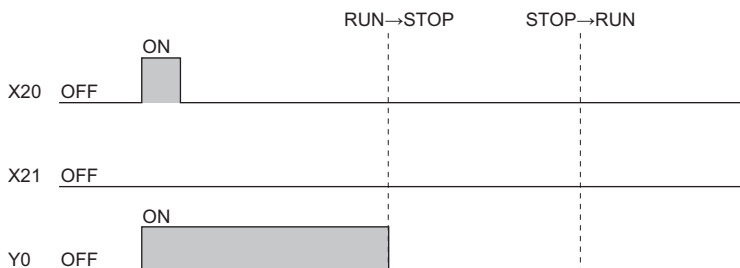 RUN→STOP STOP→RUN
ON
X20 OFF
X21 OFF
ON
Y0 OFF